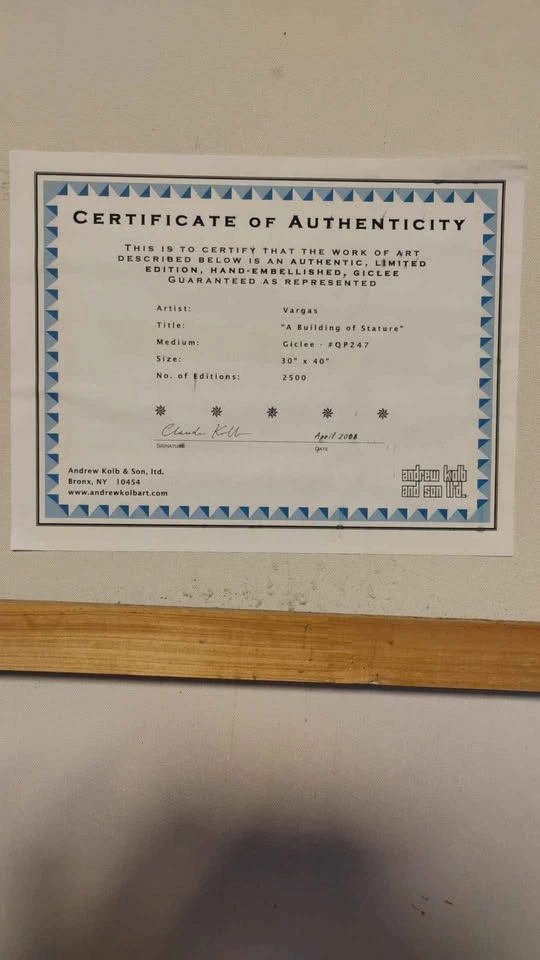 CERTIFICATE OF AUTHENTICITY
THIS IS TO CERTIFY THAT THE WORK OF ART
DESCRIBED BELOW IS AN AUTHENTIC, LIMITED
EDITION, HAND-EMBELLISHED, GICLEE
GUARANTEED AS REPRESENTED
Artist: Vargas
Title: "A Building of Stature"
Medium: Giclee - #QP247
Size: 30" x 40"
No. of Editions: 2500
Claude Kolb April 2008
SIGNATURE DATE
Andrew Kolb & Son, ltd.
Bronx, NY 10454
www.andrewkolbart.com
andrew kolb
and son ltd.